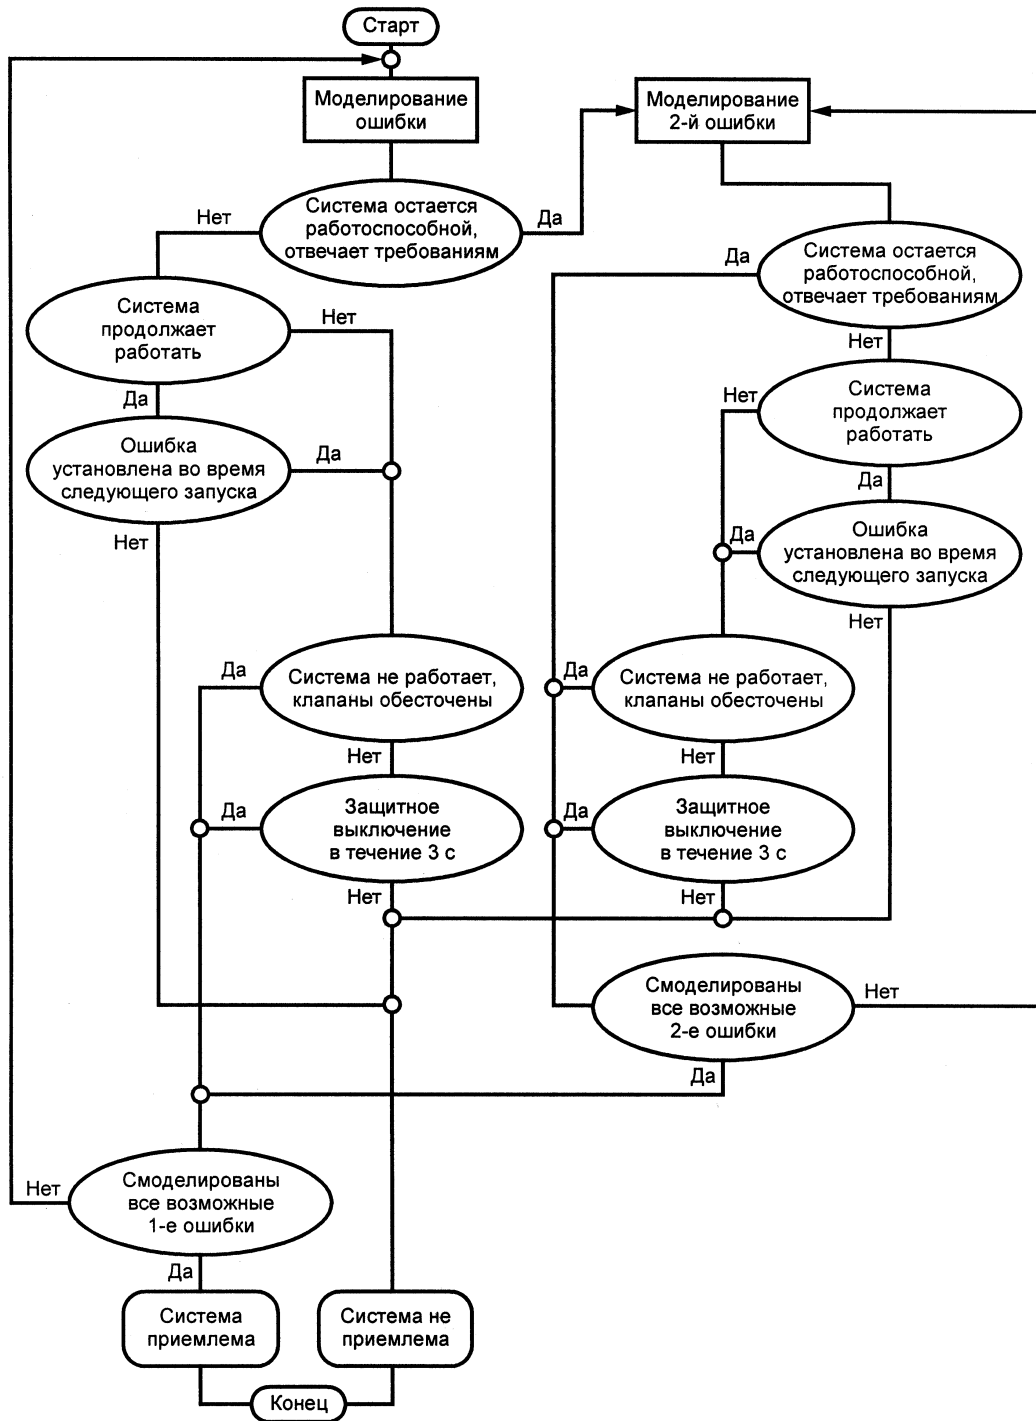 Старт
Моделирование
ошибки
Моделирование
2-й ошибки
Нет
Система остается
работоспособной,
отвечает требованиям
Да
Да
Система остается
работоспособной,
отвечает требованиям
Нет
Система
продолжает
работать
Нет
Да
Нет
Система
продолжает
работать
Да
Ошибка
установлена во время
следующего запуска
Да
Нет
Да
Ошибка
установлена во время
следующего запуска
Нет
Да
Система не работает,
клапаны обесточены
Нет
Да
Система не работает,
клапаны обесточены
Нет
Да
Защитное
выключение
в течение 3 с
Нет
Да
Защитное
выключение
в течение 3 с
Нет
Смоделированы
все возможные
2-е ошибки
Нет
Да
Нет
Смоделированы
все возможные
1-е ошибки
Да
Система
приемлема
Система не
приемлема
Конец